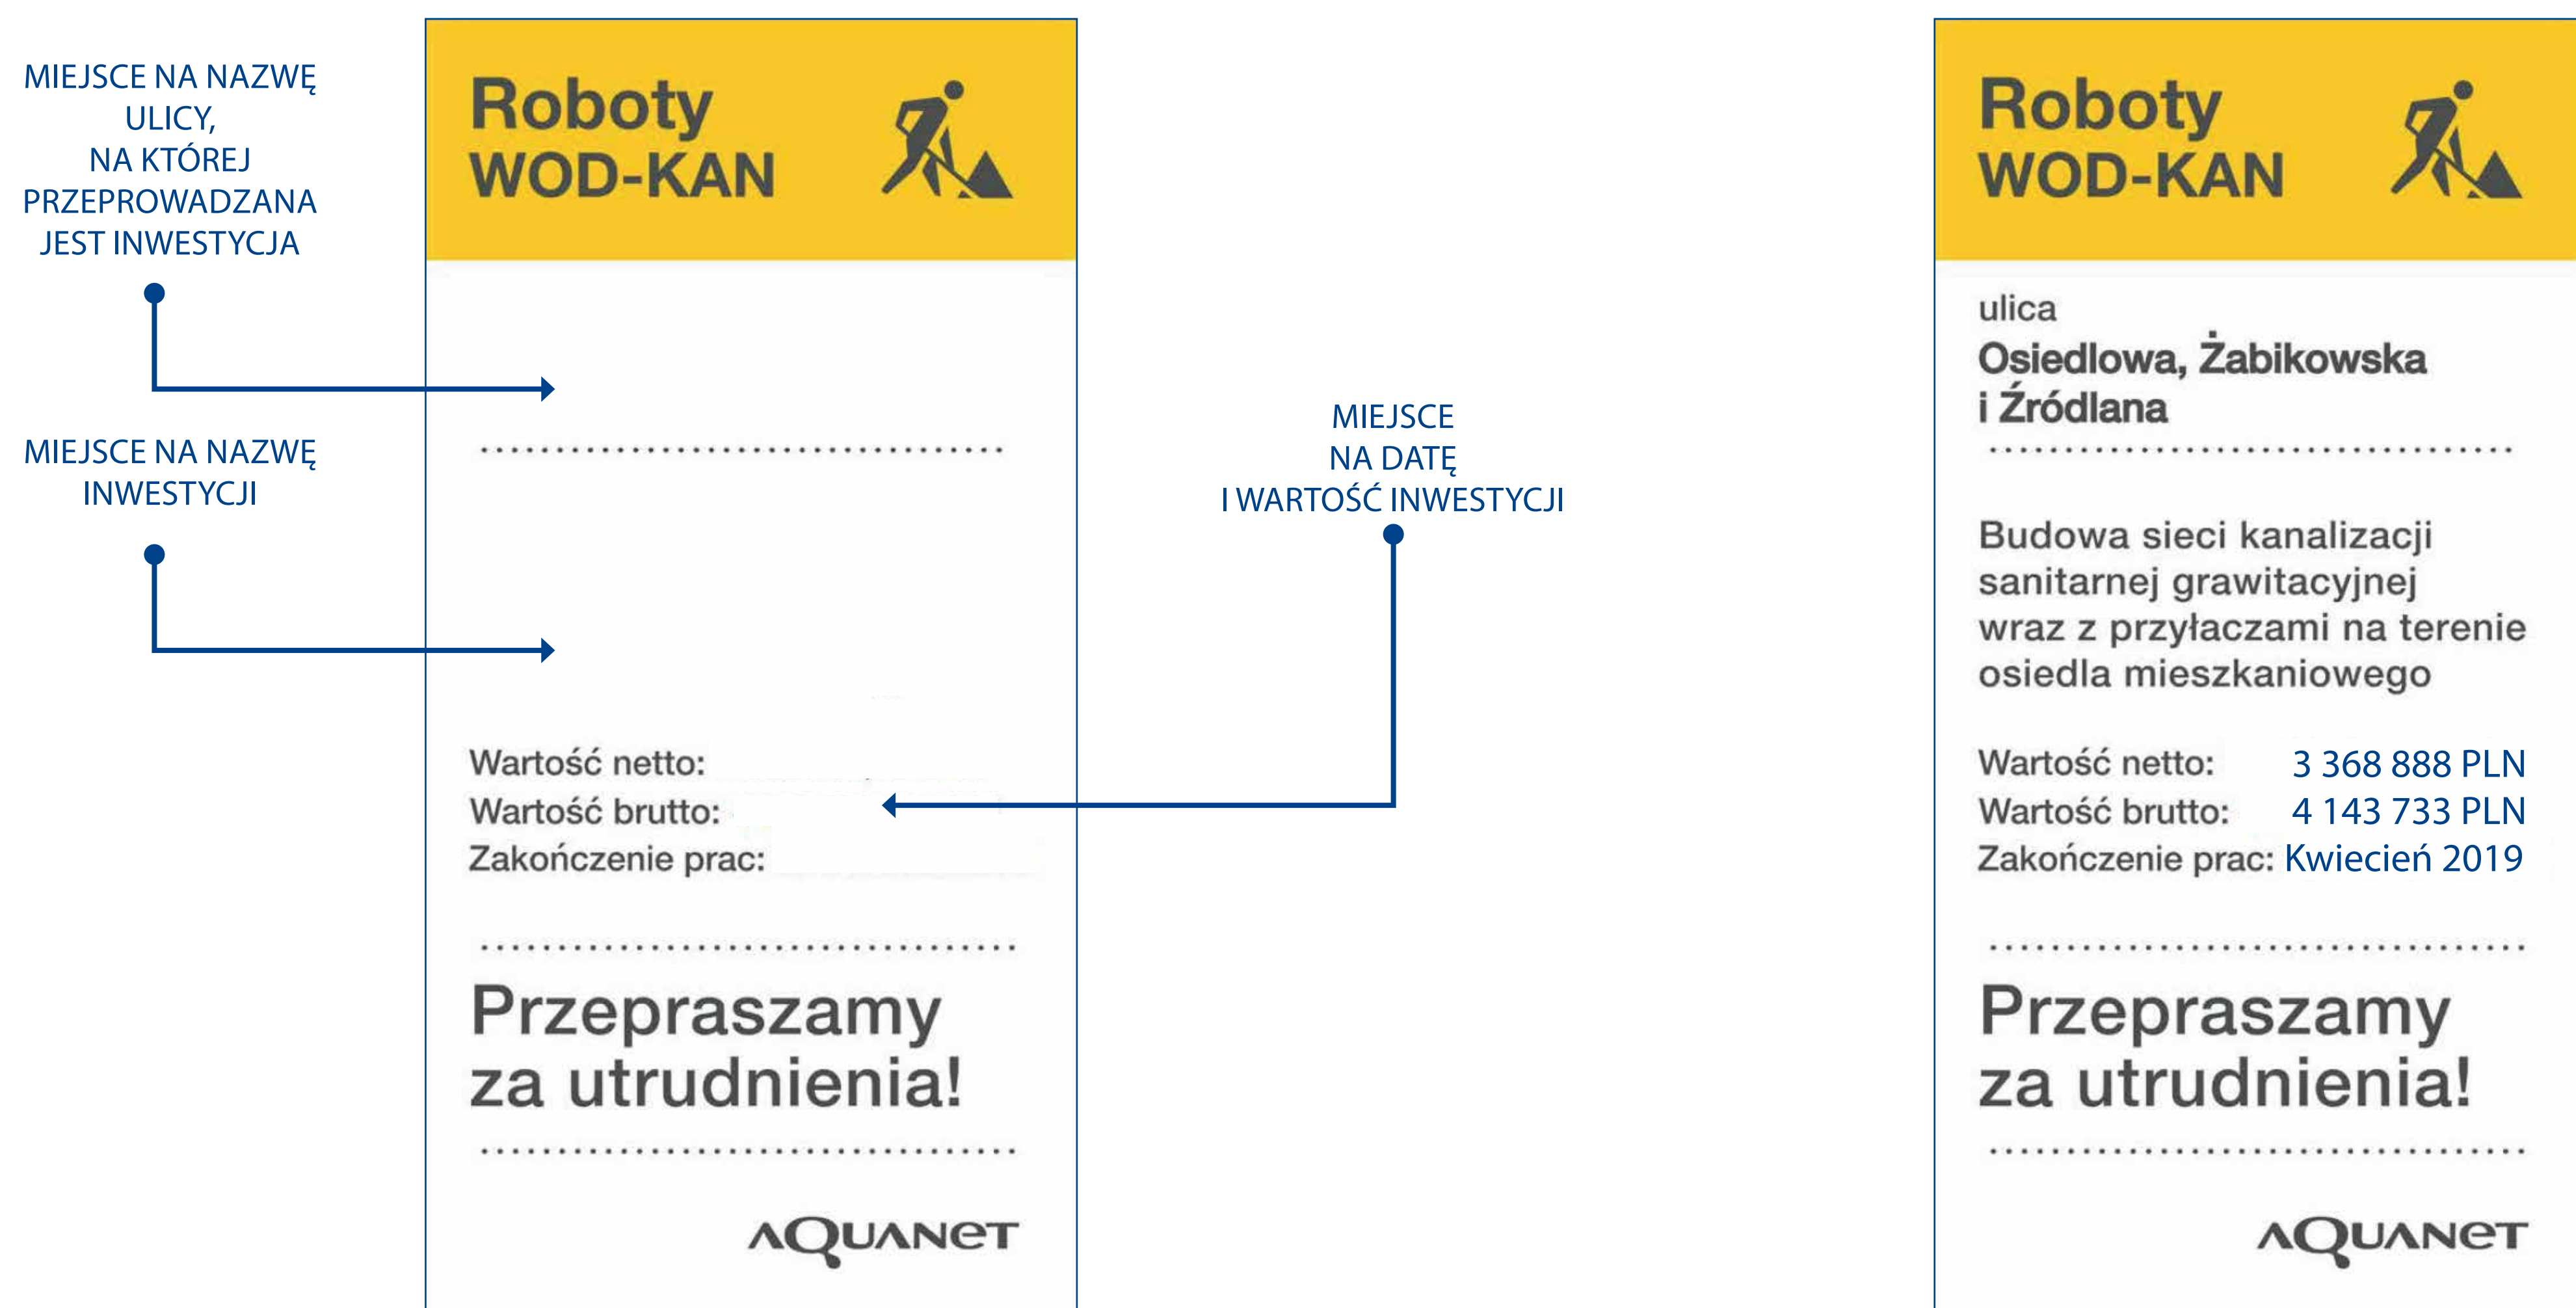 MIEJSCE NA NAZWĘ
ULICY,
NA KTÓREJ
PRZEPROWADZANA
JEST INWESTYCJA
MIEJSCE NA NAZWĘ
INWESTYCJI
Roboty
WOD-KAN
Wartość netto:
Wartość brutto:
Zakończenie prac:
Przepraszamy
za utrudnienia!
AQUANET
MIEJSCE
NA DATĘ
I WARTOŚĆ INWESTYCJI
Roboty
WOD-KAN
ulica
Osiedlowa, Żabikowska
i Źródlana
Budowa sieci kanalizacji
sanitarnej grawitacyjnej
wraz z przyłaczami na terenie
osiedla mieszkaniowego
Wartość netto: 3 368 888 PLN
Wartość brutto: 4 143 733 PLN
Zakończenie prac: Kwiecień 2019
Przepraszamy
za utrudnienia!
AQUANET